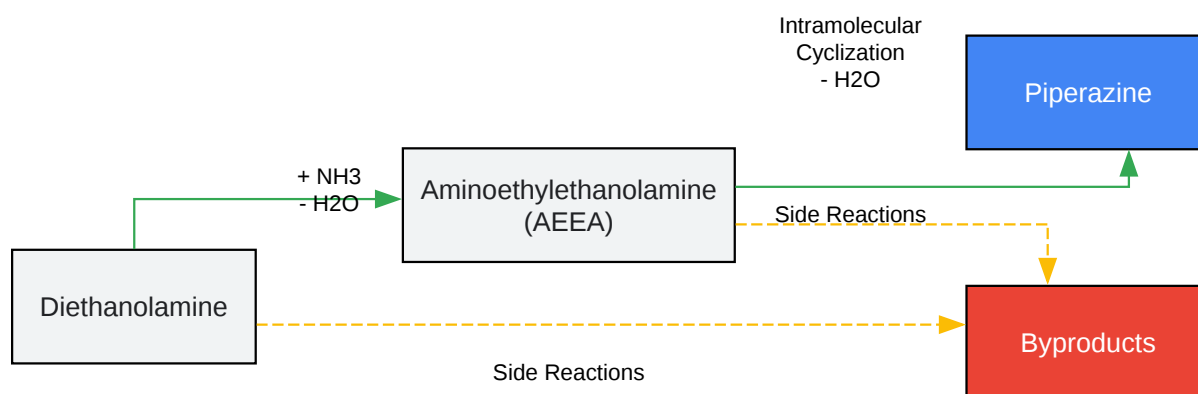 Intramolecular
Cyclization
- H2O
Piperazine
+ NH3
- H2O
Aminoethylethanolamine
(AEEA)
Side Reactions
Diethanolamine
Byproducts
Side Reactions